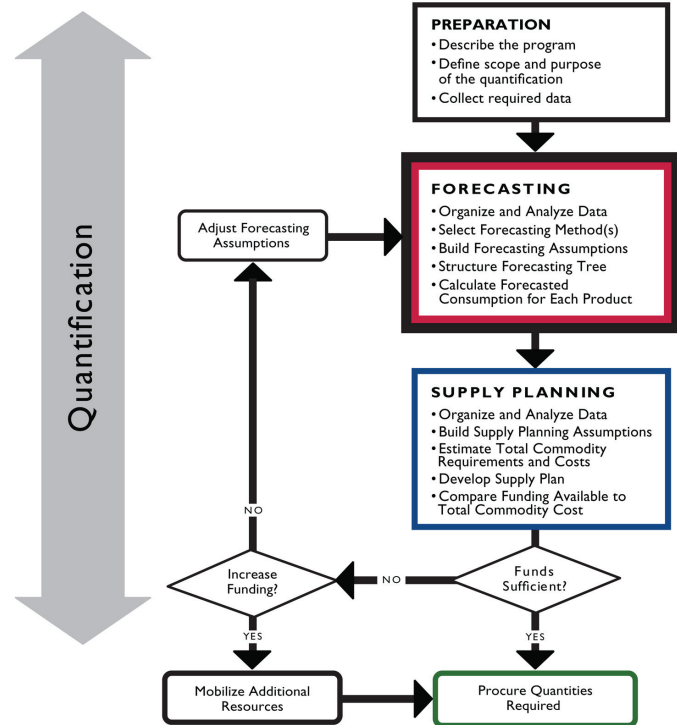 PREPARATION
• Describe the program
• Define scope and purpose
of the quantification
• Collect required data
FORECASTING
• Organize and Analyze Data
• Select Forecasting Method(s)
• Build Forecasting Assumptions
• Structure Forecasting Tree
• Calculate Forecasted
Consumption for Each Product
Adjust Forecasting
Assumptions
Quantification
SUPPLY PLANNING
• Organize and Analyze Data
• Build Supply Planning Assumptions
• Estimate Total Commodity
Requirements and Costs
• Develop Supply Plan
• Compare Funding Available to
Total Commodity Cost
NO
Increase
Funding?
NO
Funds
Sufficient?
YES
YES
Mobilize Additional
Resources
Procure Quantities
Required